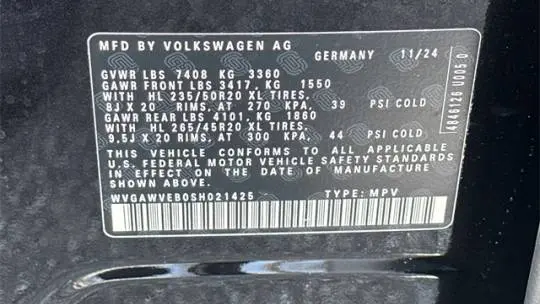 MFD BY VOLKSWAGEN AG GERMANY 11/24
GVWR LBS 7408 KG 3360
GAWR FRONT LBS 3417, KG 1550
WITH HL 235/50R20 XL TIRES,
8J X 20 RIMS, AT 270 KPA, 39 PSI COLD
GAWR REAR LBS 4101, KG 1860
WITH HL 265/45R20 XL TIRES,
9.5J X 20 RIMS, AT 300 KPA, 44 PSI COLD
THIS VEHICLE CONFORMS TO ALL APPLICABLE
U.S. FEDERAL MOTOR VEHICLE SAFETY STANDARDS
IN EFFECT ON THE DATE OF MANUFACTURE
SHOWN ABOVE
WVGAWVEB0SH021425 TYPE: MPV
4846126 U005 0